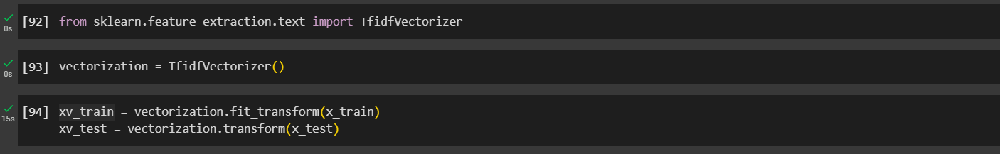 [92] from sklearn.feature_extraction.text import TfidfVectorizer
0s
[93] vectorization = TfidfVectorizer()
0s
[94] xv_train = vectorization.fit_transform(x_train)
15s
xv_test = vectorization.transform(x_test)